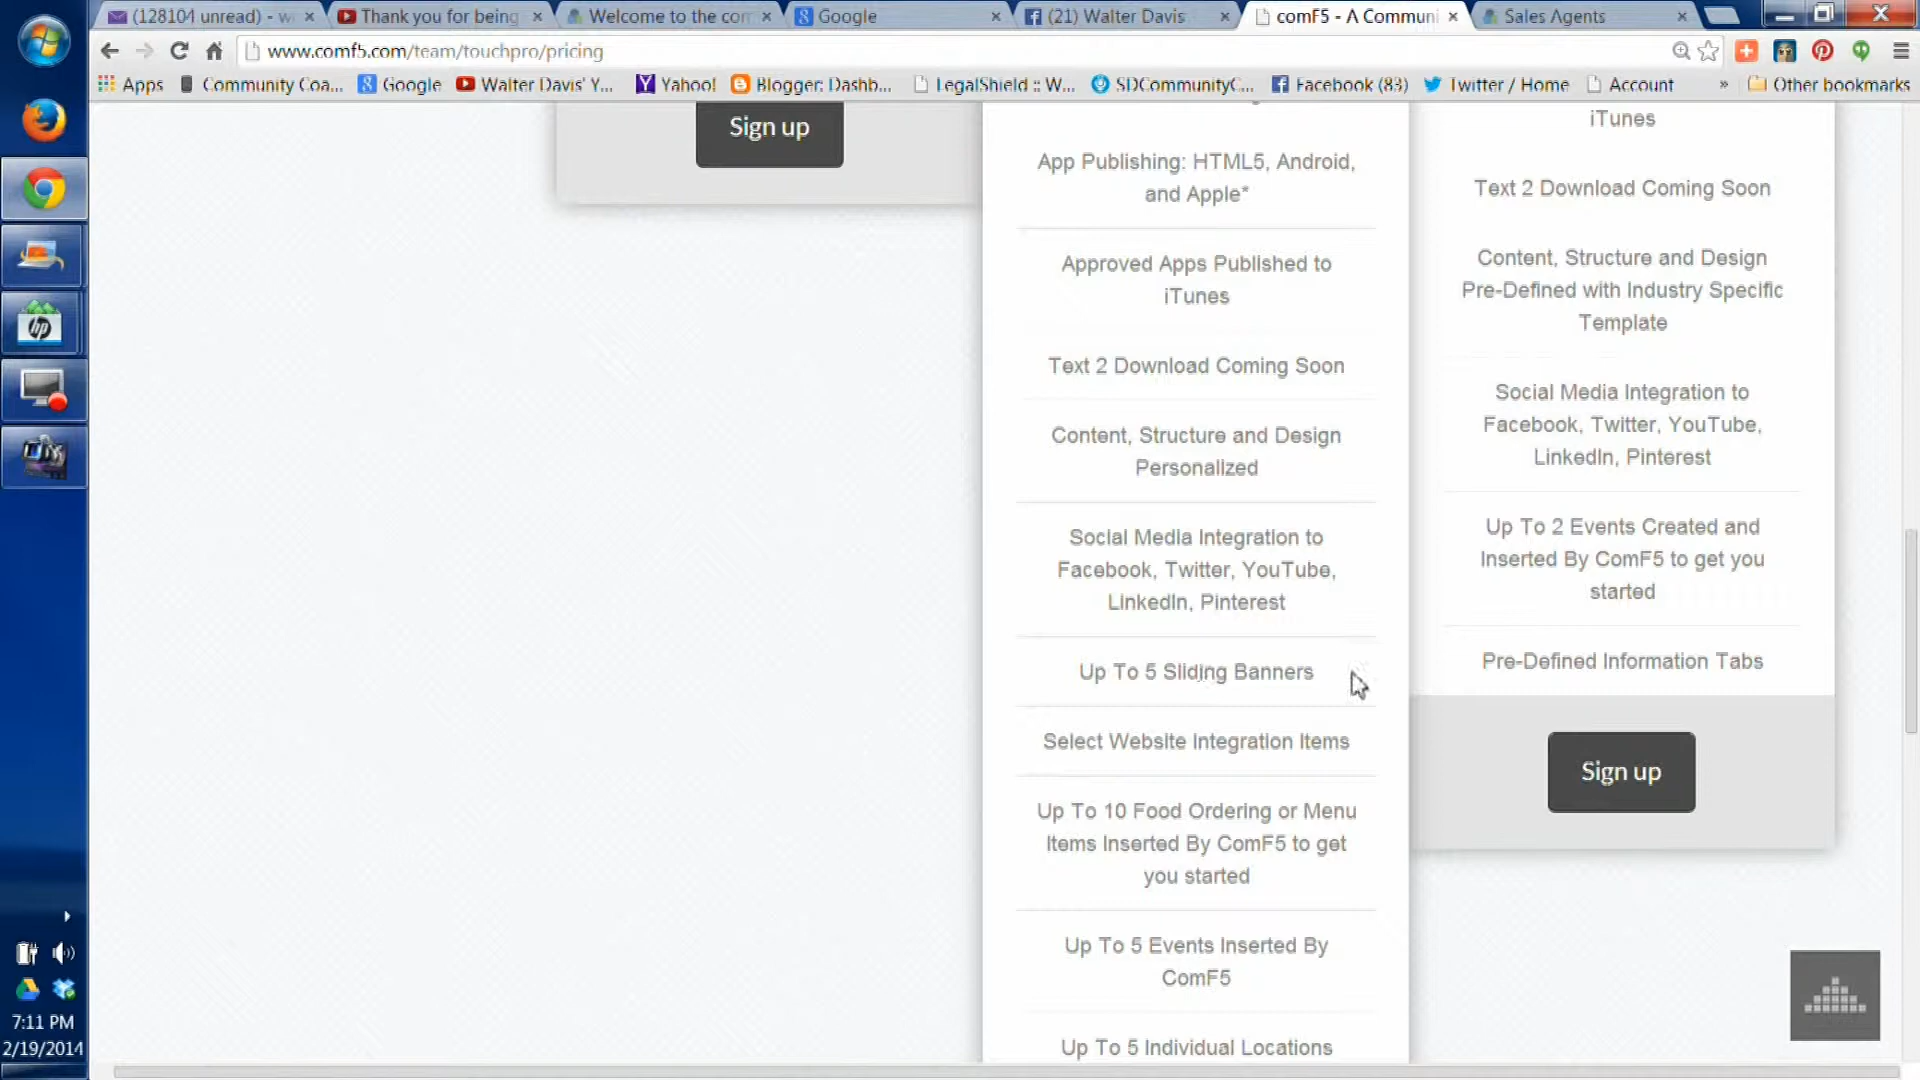 (128104 unread) - w
Thank you for being
Welcome to the com
Google
(21) Walter Davis
comF5 - A Communi
Sales Agents
www.comf5.com/team/touchpro/pricing
Apps
Community Coa...
Google
Walter Davis' Y...
Yahoo!
Blogger: Dashb...
LegalShield :: W...
SDCommunityC...
Facebook (83)
Twitter / Home
Account
»
Other bookmarks
Sign up
App Publishing: HTML5, Android,
and Apple*
Approved Apps Published to
iTunes
Text 2 Download Coming Soon
Content, Structure and Design
Personalized
Social Media Integration to
Facebook, Twitter, YouTube,
LinkedIn, Pinterest
Up To 5 Sliding Banners
Select Website Integration Items
Up To 10 Food Ordering or Menu
Items Inserted By ComF5 to get
you started
Up To 5 Events Inserted By
ComF5
Up To 5 Individual Locations
iTunes
Text 2 Download Coming Soon
Content, Structure and Design
Pre-Defined with Industry Specific
Template
Social Media Integration to
Facebook, Twitter, YouTube,
LinkedIn, Pinterest
Up To 2 Events Created and
Inserted By ComF5 to get you
started
Pre-Defined Information Tabs
Sign up
hp
7:11 PM
2/19/2014